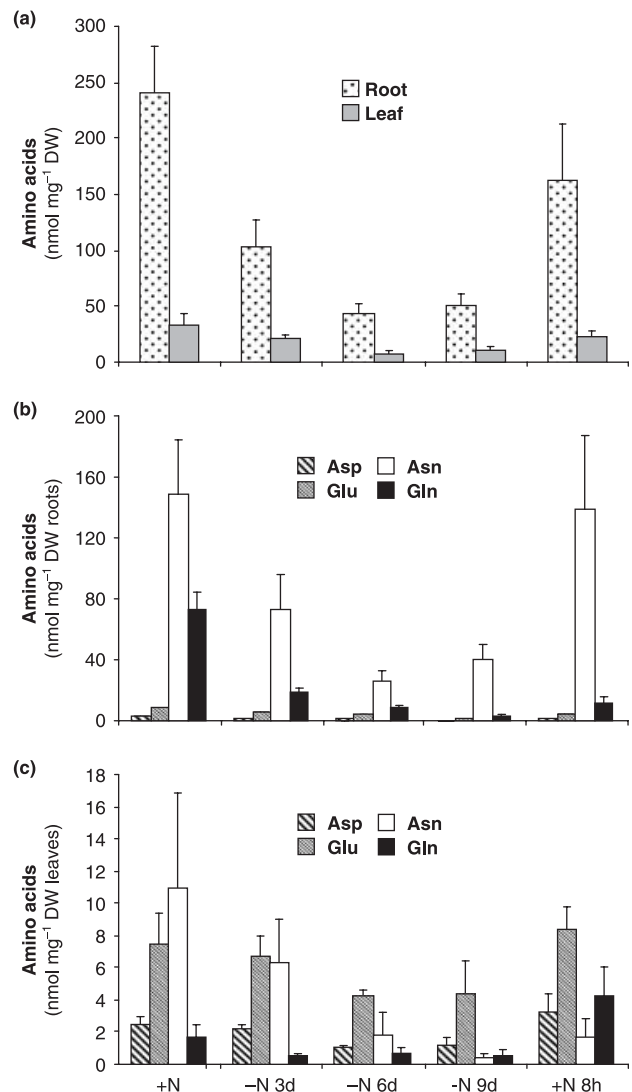 (a)
300
250
200
150
100
50
0
Amino acids
(nmol mg⁻¹ DW)
Root
Leaf
(b)
200
160
120
80
40
0
Amino acids
(nmol mg⁻¹ DW roots)
Asp Asn
Glu Gln
(c)
18
16
14
12
10
8
6
4
2
0
Amino acids
(nmol mg⁻¹ DW leaves)
Asp Asn
Glu Gln
+N –N 3d –N 6d -N 9d +N 8h